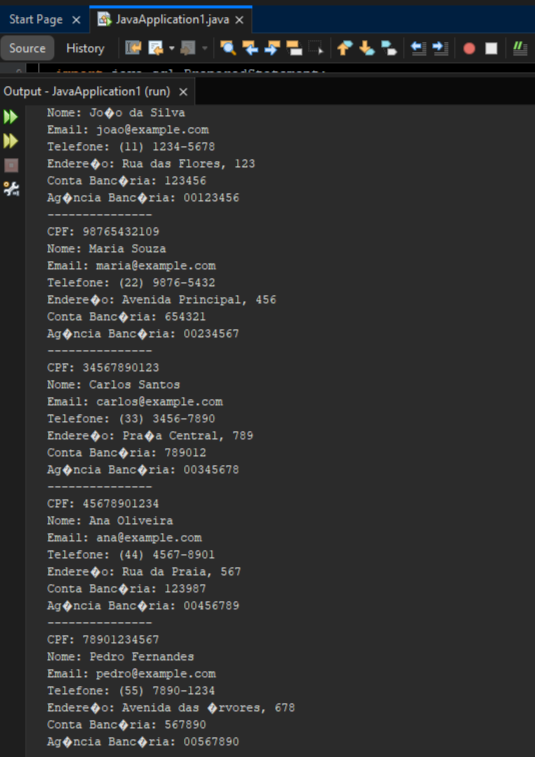 Start Page
JavaApplication1.java
Source
History
Output - JavaApplication1 (run)
Nome: Jo�o da Silva
Email: joao@example.com
Telefone: (11) 1234-5678
Endere�o: Rua das Flores, 123
Conta Banc�ria: 123456
Ag�ncia Banc�ria: 00123456
---------------
CPF: 98765432109
Nome: Maria Souza
Email: maria@example.com
Telefone: (22) 9876-5432
Endere�o: Avenida Principal, 456
Conta Banc�ria: 654321
Ag�ncia Banc�ria: 00234567
---------------
CPF: 34567890123
Nome: Carlos Santos
Email: carlos@example.com
Telefone: (33) 3456-7890
Endere�o: Pra�a Central, 789
Conta Banc�ria: 789012
Ag�ncia Banc�ria: 00345678
---------------
CPF: 45678901234
Nome: Ana Oliveira
Email: ana@example.com
Telefone: (44) 4567-8901
Endere�o: Rua da Praia, 567
Conta Banc�ria: 123987
Ag�ncia Banc�ria: 00456789
---------------
CPF: 78901234567
Nome: Pedro Fernandes
Email: pedro@example.com
Telefone: (55) 7890-1234
Endere�o: Avenida das �rvores, 678
Conta Banc�ria: 567890
Ag�ncia Banc�ria: 00567890